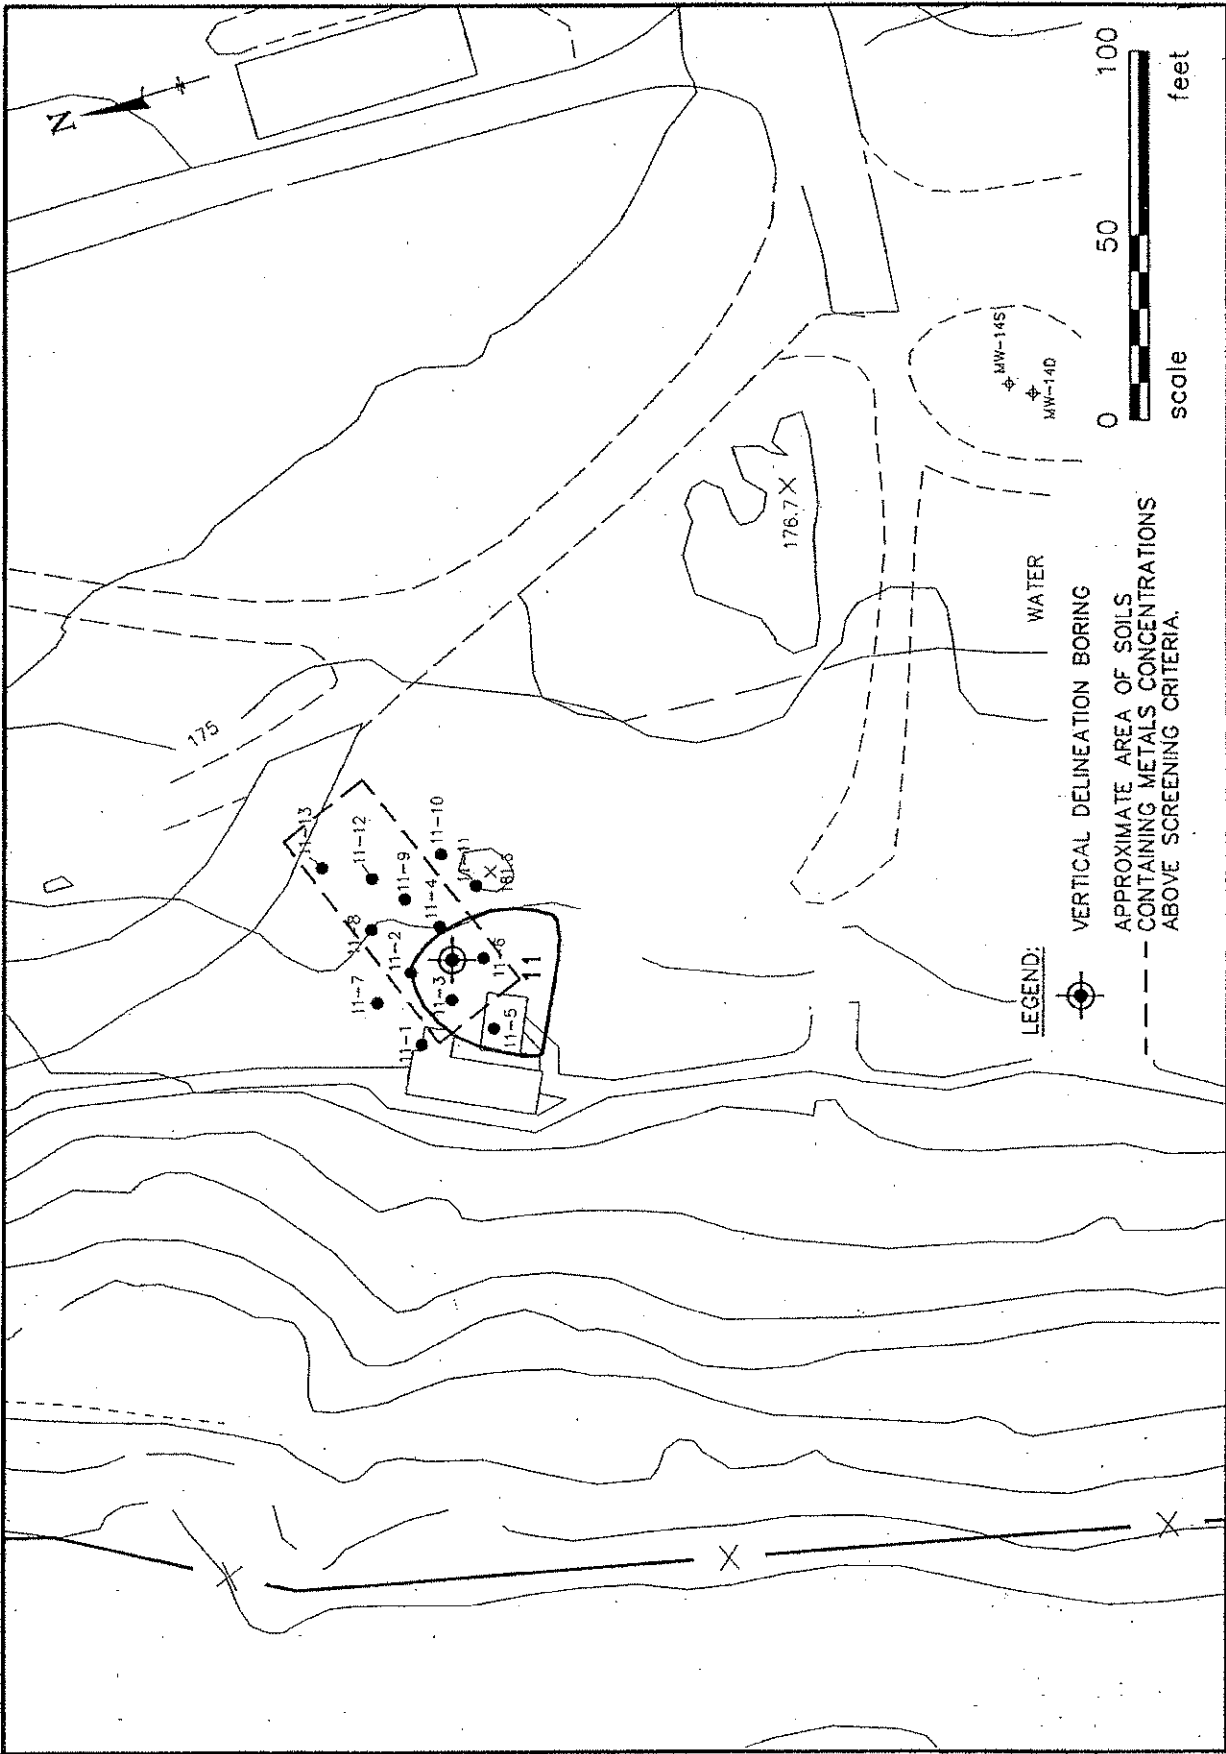 N
175
11-13
11-12
11-10
11-9
11-11
181.6
11-4
11-8
11-2
11-7
11-3
11-6
11
11-1
11-5
176.7
MW-14S
MW-14D
WATER
0 50 100
scale feet
LEGEND:
VERTICAL DELINEATION BORING
APPROXIMATE AREA OF SOILS
CONTAINING METALS CONCENTRATIONS
ABOVE SCREENING CRITERIA.